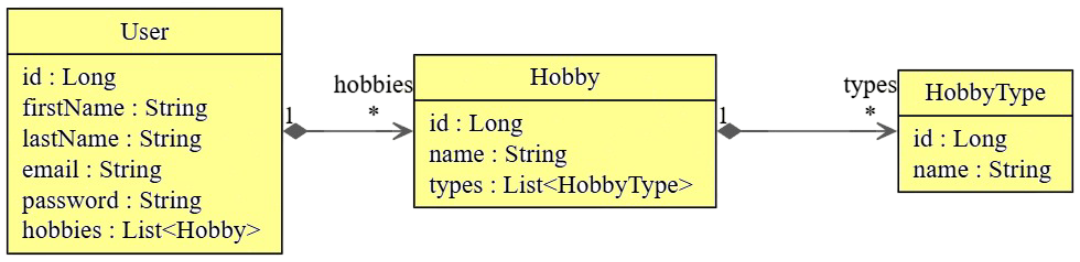 User
id : Long
firstName : String
lastName : String
email : String
password : String
hobbies : List<Hobby>
1
hobbies
*
Hobby
id : Long
name : String
types : List<HobbyType>
1
types
*
HobbyType
id : Long
name : String